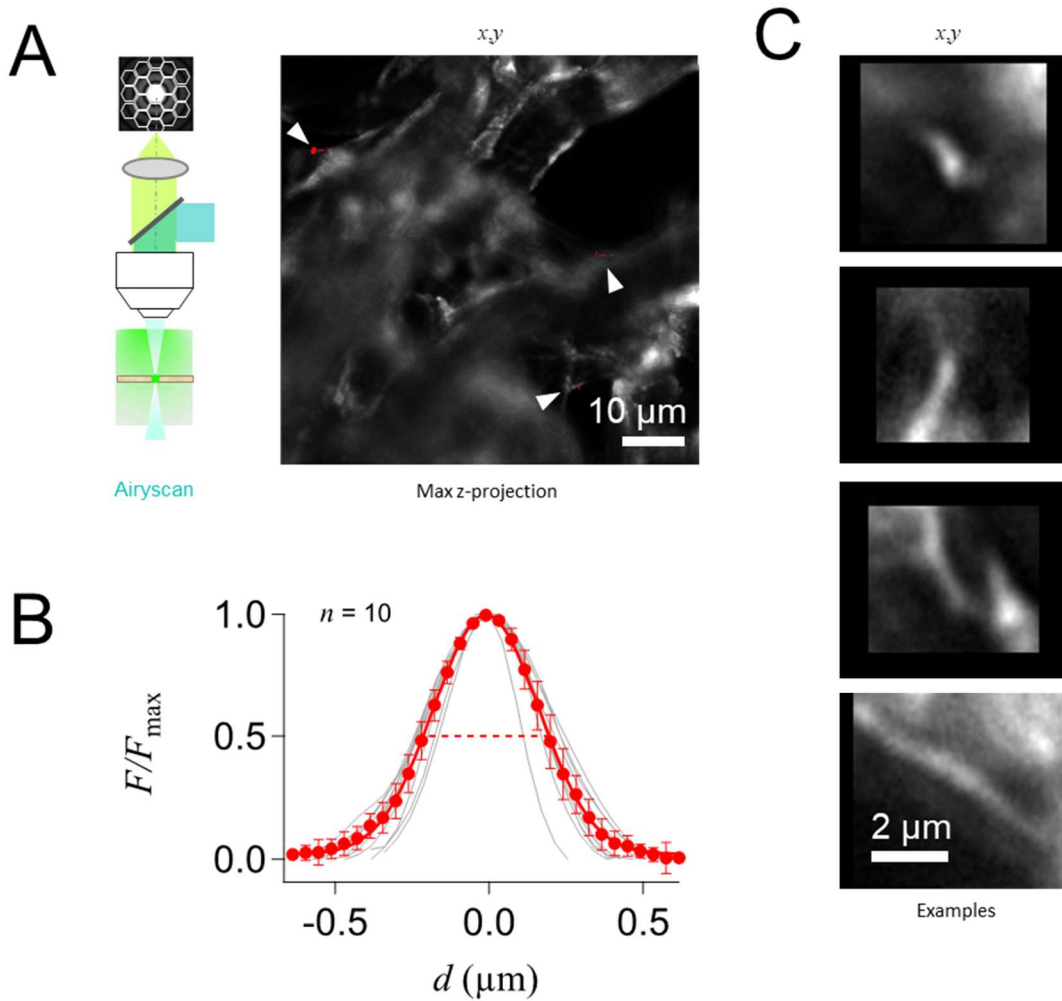 A
x,y
10 µm
Airyscan
Max z-projection
B
n = 10
1.0
0.5
0.0
F/Fmax
-0.5
0.0
0.5
d (µm)
C
x,y
2 µm
Examples